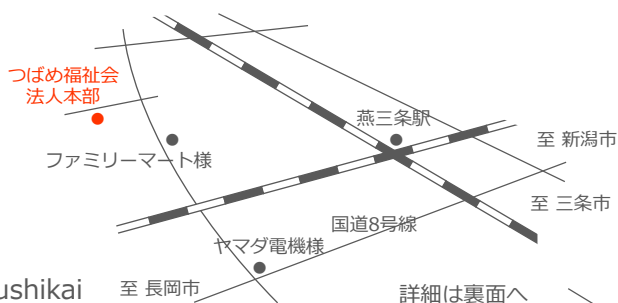 つばめ福祉会
法人本部
燕三条駅
至 新潟市
ファミリーマート様
至 三条市
国道8号線
ヤマダ電機様
ushikai
至 長岡市
詳細は裏面へ